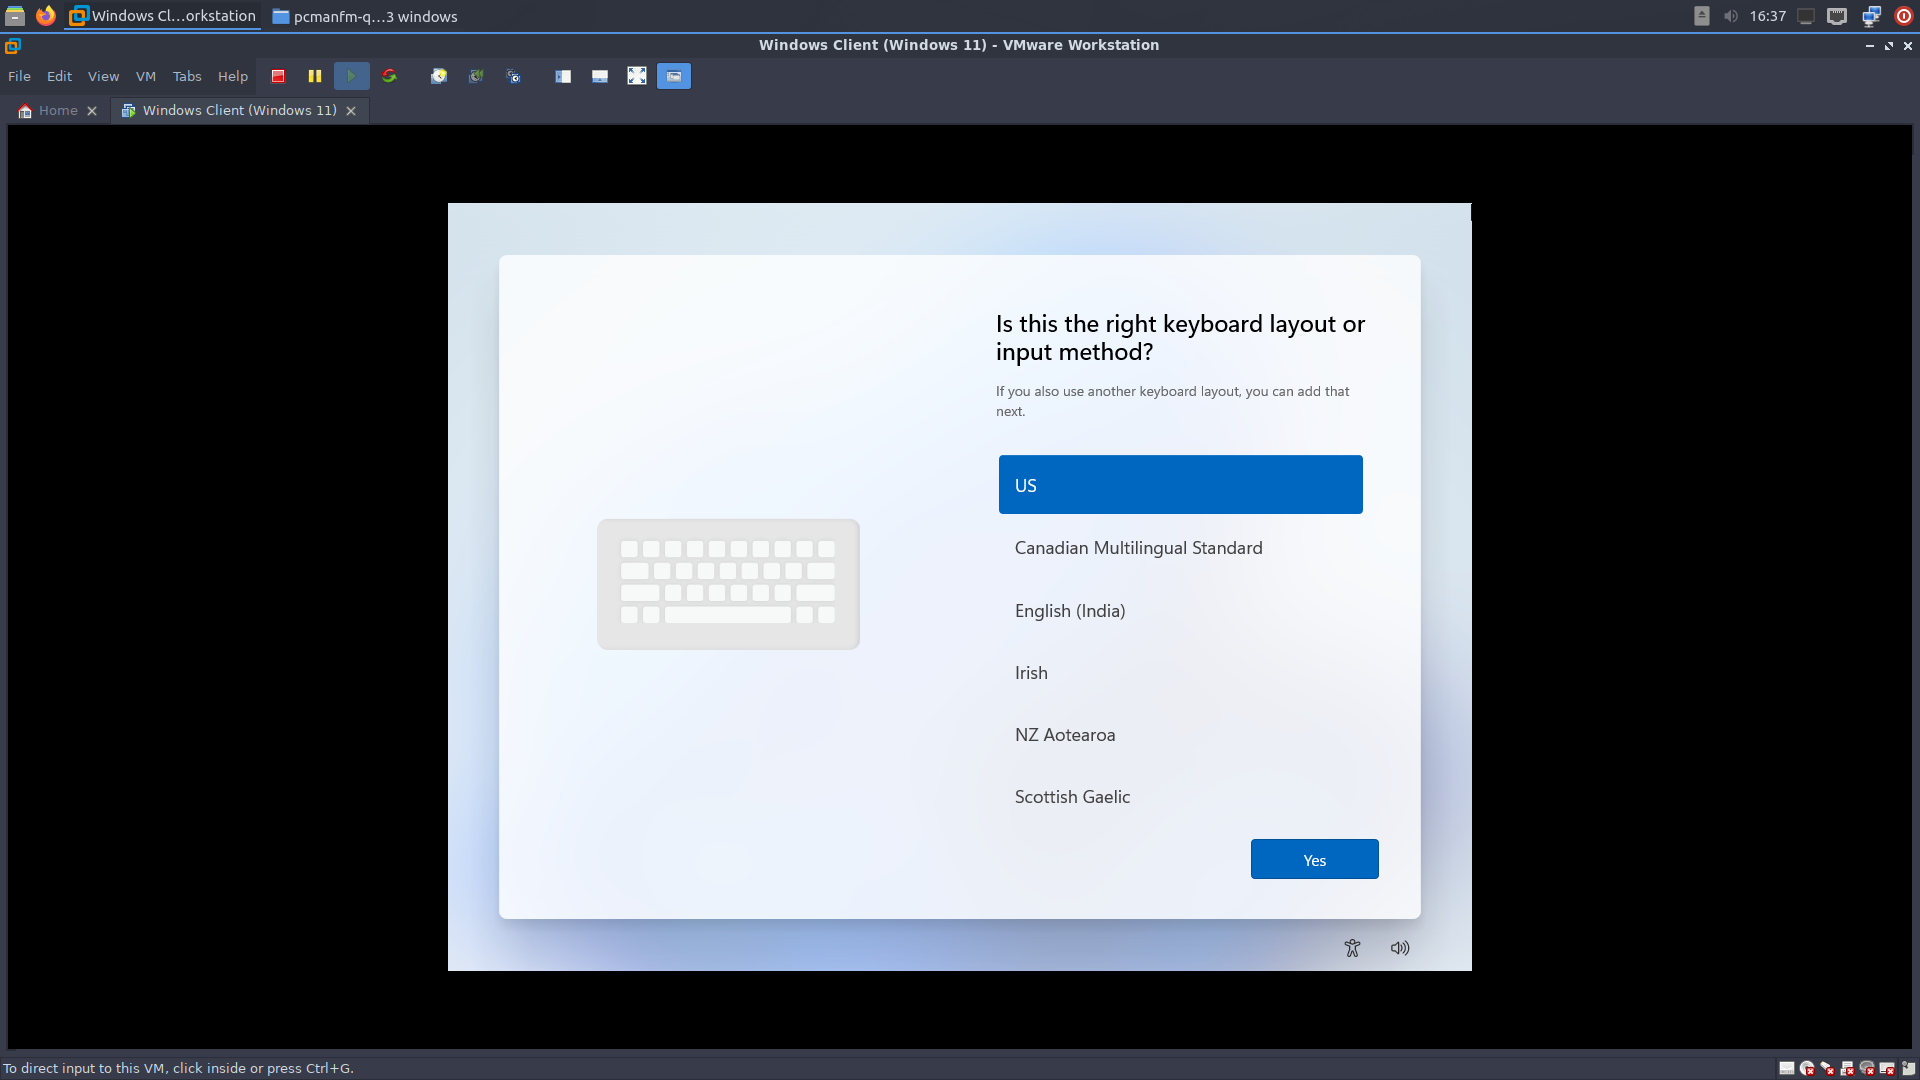 Windows Cl...orkstation
pcmanfm-q...3 windows
16:37
Windows Client (Windows 11) - VMware Workstation
File Edit View VM Tabs Help
Home
Windows Client (Windows 11)
Is this the right keyboard layout or
input method?
If you also use another keyboard layout, you can add that
next.
US
Canadian Multilingual Standard
English (India)
Irish
NZ Aotearoa
Scottish Gaelic
Yes
To direct input to this VM, click inside or press Ctrl+G.